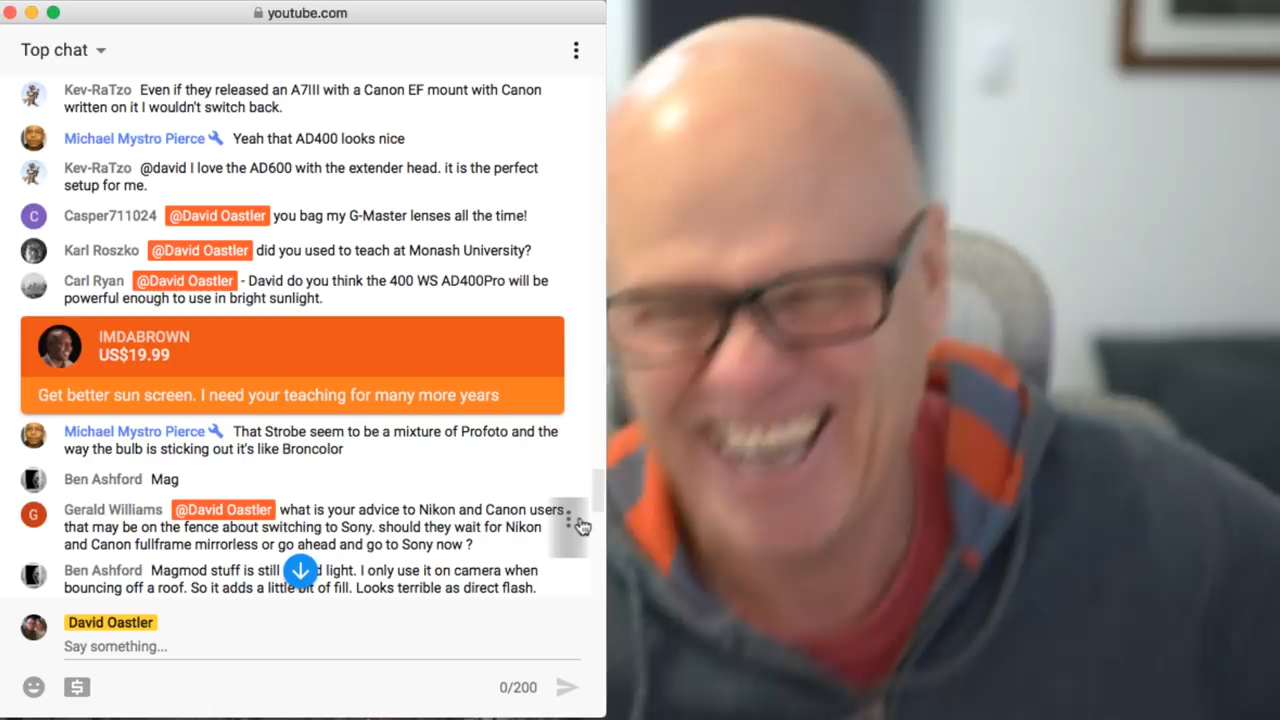 youtube.com
Top chat
Kev-RaTzo Even if they released an A7III with a Canon EF mount with Canon
written on it I wouldn't switch back.
Michael Mystro Pierce Yeah that AD400 looks nice
Kev-RaTzo @david I love the AD600 with the extender head. it is the perfect
setup for me.
C Casper711024 @David Oastler you bag my G-Master lenses all the time!
Karl Roszko @David Oastler did you used to teach at Monash University?
Carl Ryan @David Oastler - David do you think the 400 WS AD400Pro will be
powerful enough to use in bright sunlight.
IMDABROWN
US$19.99
Get better sun screen. I need your teaching for many more years
Michael Mystro Pierce That Strobe seem to be a mixture of Profoto and the
way the bulb is sticking out it's like Broncolor
Ben Ashford Mag
G Gerald Williams @David Oastler what is your advice to Nikon and Canon users
that may be on the fence about switching to Sony. should they wait for Nikon
and Canon fullframe mirrorless or go ahead and go to Sony now ?
Ben Ashford Magmod stuff is still light. I only use it on camera when
bouncing off a roof. So it adds a little bit of fill. Looks terrible as direct flash.
David Oastler
Say something...
0/200